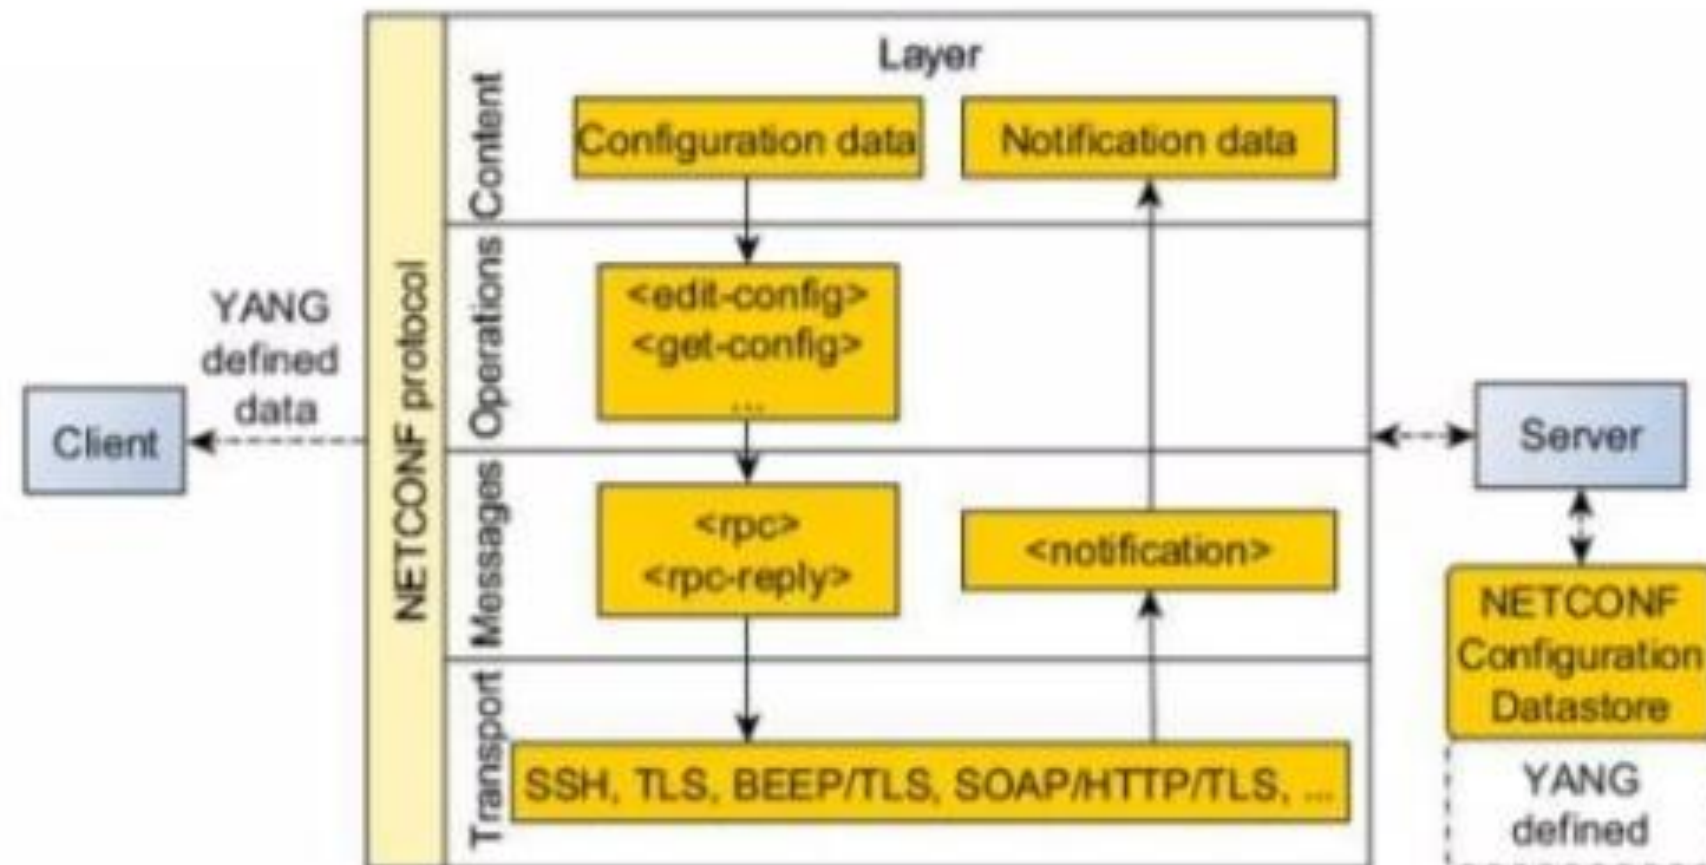 Layer
Content
Configuration data
Notification data
Operations
<edit-config>
<get-config>
...
NETCONF protocol
YANG
defined
data
Client
Server
Messages
<rpc>
<rpc-reply>
<notification>
NETCONF
Configuration
Datastore
Transport
SSH, TLS, BEEP/TLS, SOAP/HTTP/TLS, ...
YANG
defined